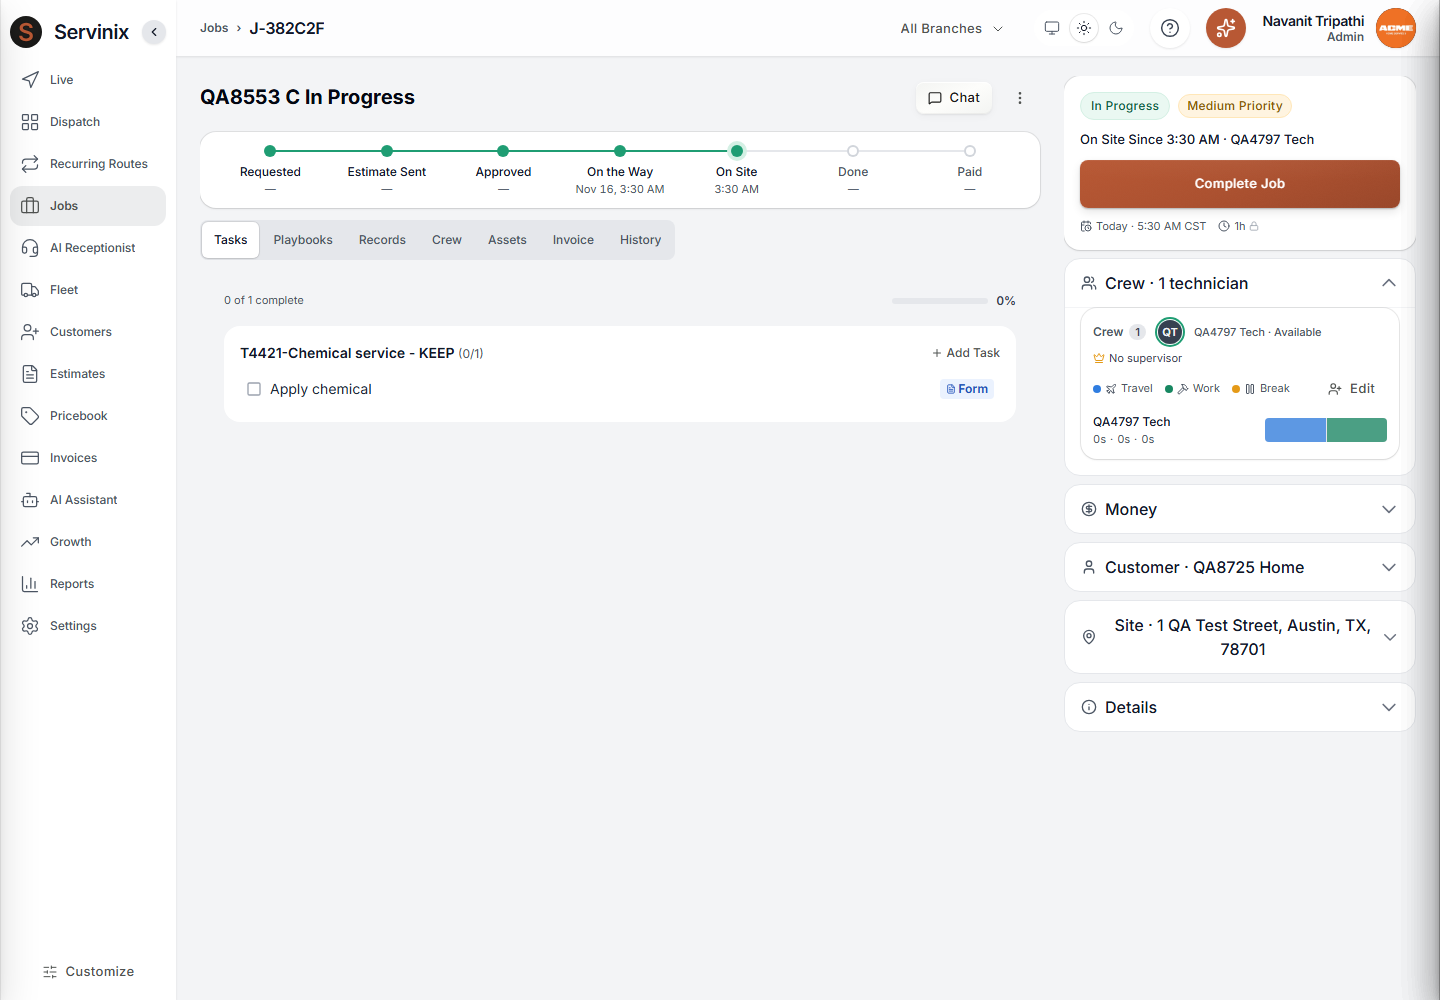 S Servinix
Live
Dispatch
Recurring Routes
Jobs
AI Receptionist
Fleet
Customers
Estimates
Pricebook
Invoices
AI Assistant
Growth
Reports
Settings
Customize
Jobs › J-382C2F
All Branches
Navanit Tripathi
Admin
ACME
QA8553 C In Progress
Chat
Requested
—
Estimate Sent
—
Approved
—
On the Way
Nov 16, 3:30 AM
On Site
3:30 AM
Done
—
Paid
—
Tasks Playbooks Records Crew Assets Invoice History
0 of 1 complete 0%
T4421-Chemical service - KEEP (0/1) + Add Task
Apply chemical Form
In Progress Medium Priority
On Site Since 3:30 AM · QA4797 Tech
Complete Job
Today · 5:30 AM CST 1h
Crew · 1 technician
Crew 1 QT QA4797 Tech · Available
No supervisor
Travel Work Break Edit
QA4797 Tech
0s · 0s · 0s
Money
Customer · QA8725 Home
Site · 1 QA Test Street, Austin, TX,
78701
Details